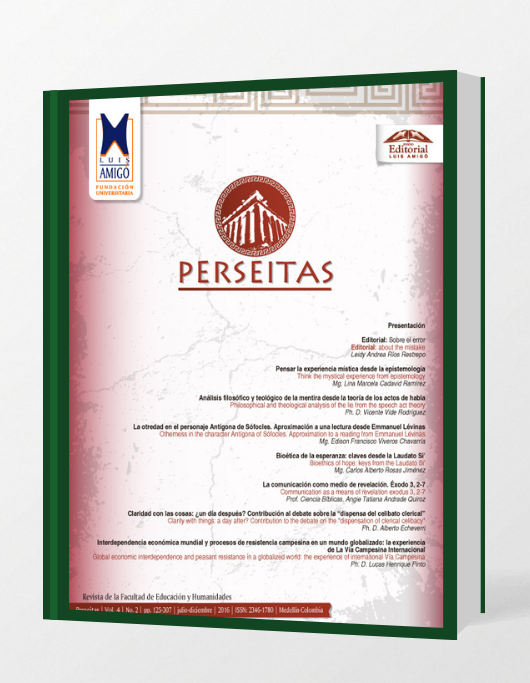 LUIS
AMIGÓ
FUNDACIÓN
UNIVERSITARIA
Editorial
LUIS AMIGÓ
PERSEITAS
Presentación
Editorial: Sobre el error
Editorial: about the mistake
Leidy Andrea Ríos Restrepo
Pensar la experiencia mística desde la epistemología
Think the mystical experience from epistemology
Mg. Lina Marcela Cadavid Ramírez
Análisis filosófico y teológico de la mentira desde la teoría de los actos de habla
Philosophical and theological analysis of the lie from the speech act theory
Ph. D. Vicente Vide Rodríguez
La otredad en el personaje Antígona de Sófocles. Aproximación a una lectura desde Emmanuel Lévinas
Otherness in the character Antigona of Sófocles. Approximation to a reading from Emmanuel Lévinas
Mg. Edison Francisco Viveros Chavarría
Bioética de la esperanza: claves desde la Laudato Si'
Bioethics of hope: keys from the Laudato Si'
Mg. Carlos Alberto Rosas Jiménez
La comunicación como medio de revelación. Éxodo 3, 2-7
Communication as a means of revelation exodus 3, 2-7
Prof. Ciencia Bíblicas, Angie Tatiana Andrade Quiroz
Claridad con las cosas: ¿un día después? Contribución al debate sobre la "dispensa del celibato clerical"
Clarity with things: a day after? Contribution to the debate on the "dispensation of clerical celibacy"
Ph. D. Alberto Echeverri
Interdependencia económica mundial y procesos de resistencia campesina en un mundo globalizado: la experiencia
de La Vía Campesina Internacional
Global economic interdependence and peasant resistance in a globalized world: the experience of international Vía Campesina
Ph. D. Lucas Henrique Pinto
Revista de la Facultad de Educación y Humanidades
Perseitas | Vol. 4 | No. 2 | pp. 125-307 | julio-diciembre | 2016 | ISSN: 2346-1780 | Medellín-Colombia